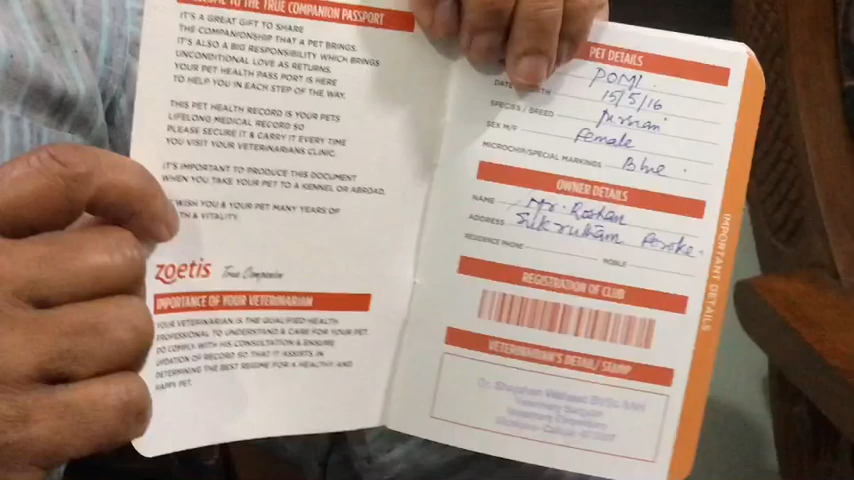 TO THE TRUE COMPANION PASSPORT
IT'S A GREAT GIFT TO SHARE
THE COMPANIONSHIP THAT A PET BRINGS.
IT'S ALSO A BIG RESPONSIBILITY WHICH BRINGS
UNCONDITIONAL LOVE AS RETURNS.
YOUR PET HEALTH PASS PORT IS HERE
TO HELP YOU IN EACH STEP OF THE WAY.
THIS PET HEALTH RECORD IS YOUR PETS
LIFELONG MEDICAL RECORD SO
PLEASE SECURE IT & CARRY IT EVERY TIME
YOU VISIT YOUR VETERINARIANS CLINIC.
IT'S IMPORTANT TO PRODUCE THIS DOCUMENT
WHEN YOU TAKE YOUR PET TO A KENNEL OR ABROAD.
WISH YOU & YOUR PET MANY YEARS OF
& VITALITY.
zoetis True Companion
IMPORTANCE OF YOUR VETERINARIAN
YOUR VETERINARIAN IS THE QUALIFIED HEALTH
PROFESSIONAL TO UNDERSTAND & CARE FOR YOUR PET.
DO COMPLY WITH HIS CONSULTATION & ENSURE
UPDATION OF RECORD SO THAT IT ASSISTS IN
DETERMINING THE BEST REGIME FOR A HEALTHY AND
HAPPY PET.
PET DETAILS
POMI
DATE 15/5/16
SPECIES / BREED
SEX M/F Female
MICROCHIP/SPECIAL MARKINGS Blue
OWNER DETAILS
NAME Mr. Roshan
ADDRESS
RESIDENCE PHONE MOBILE
REGISTRATION OF CLUB
VETERINARIAN'S DETAIL/ STAMP
Veterinary Surgeon
IMPORTANT DETAILS